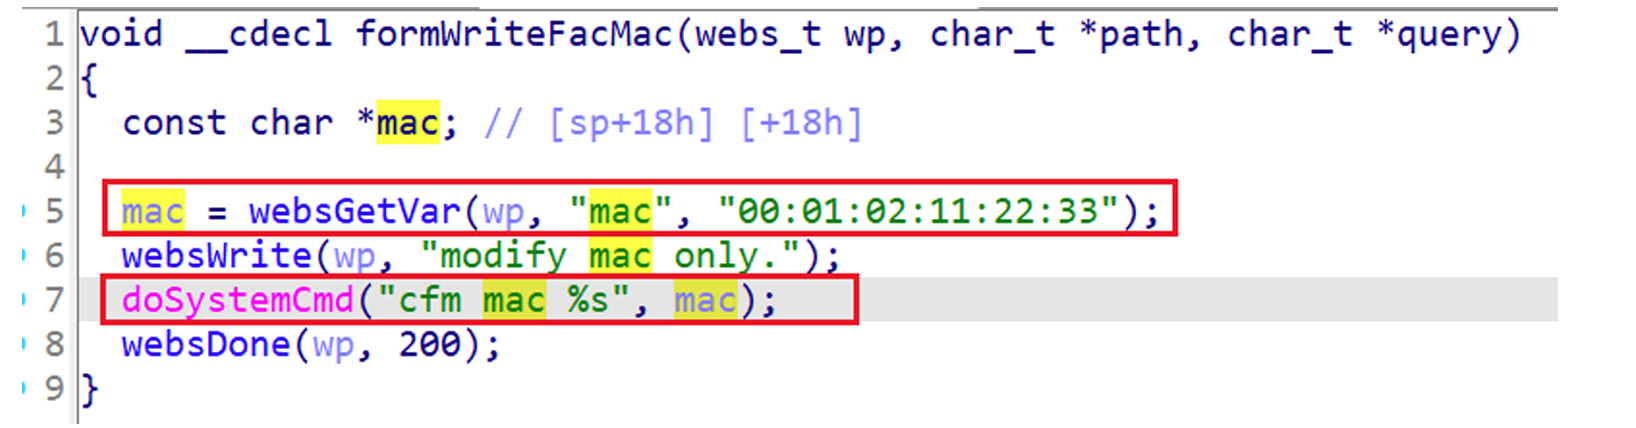 1 void __cdecl formWriteFacMac(webs_t wp, char_t *path, char_t *query)
2 {
3 const char *mac; // [sp+18h] [+18h]
4
5 mac = websGetVar(wp, "mac", "00:01:02:11:22:33");
6 websWrite(wp, "modify mac only.");
7 doSystemCmd("cfm mac %s", mac);
8 websDone(wp, 200);
9 }